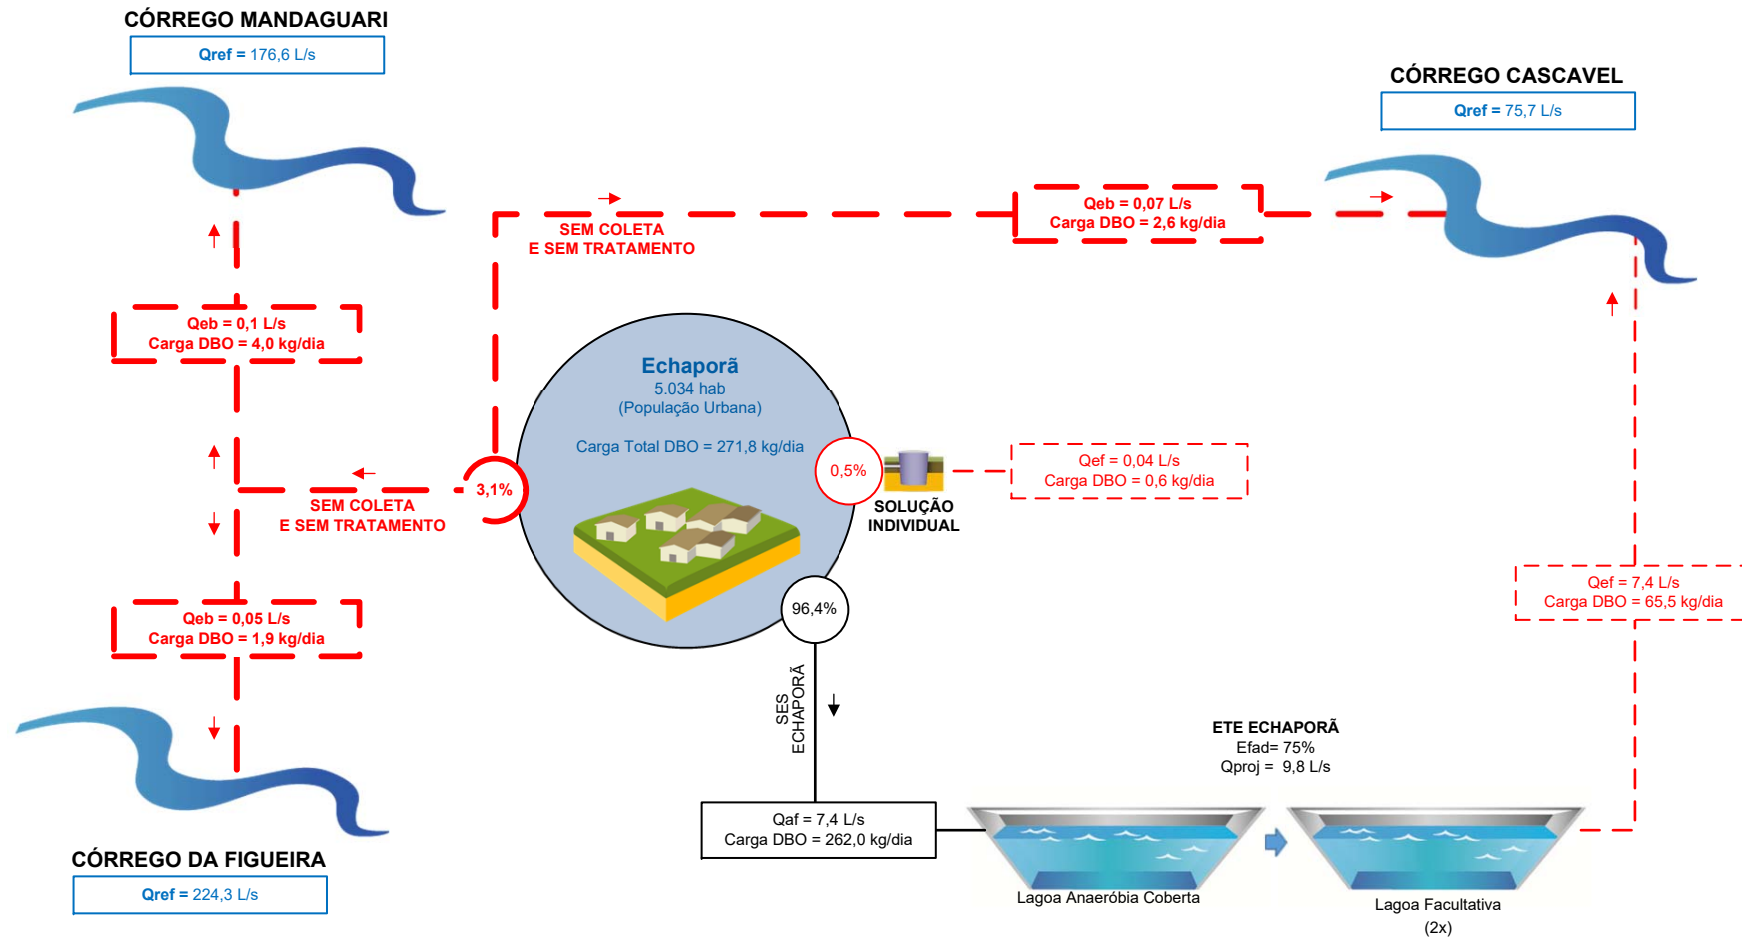 CÓRREGO MANDAGUARI
Qref = 176,6 L/s
CÓRREGO CASCAVEL
Qref = 75,7 L/s
Qeb = 0,07 L/s
Carga DBO = 2,6 kg/dia
SEM COLETA
E SEM TRATAMENTO
Qeb = 0,1 L/s
Carga DBO = 4,0 kg/dia
Echaporã
5.034 hab
(População Urbana)
Carga Total DBO = 271,8 kg/dia
0,5%
SOLUÇÃO
INDIVIDUAL
Qef = 0,04 L/s
Carga DBO = 0,6 kg/dia
3,1%
SEM COLETA
E SEM TRATAMENTO
Qeb = 0,05 L/s
Carga DBO = 1,9 kg/dia
96,4%
Qef = 7,4 L/s
Carga DBO = 65,5 kg/dia
SES
ECHAPORÃ
ETE ECHAPORÃ
Efad= 75%
Qproj = 9,8 L/s
Qaf = 7,4 L/s
Carga DBO = 262,0 kg/dia
Lagoa Anaeróbia Coberta
Lagoa Facultativa
(2x)
CÓRREGO DA FIGUEIRA
Qref = 224,3 L/s